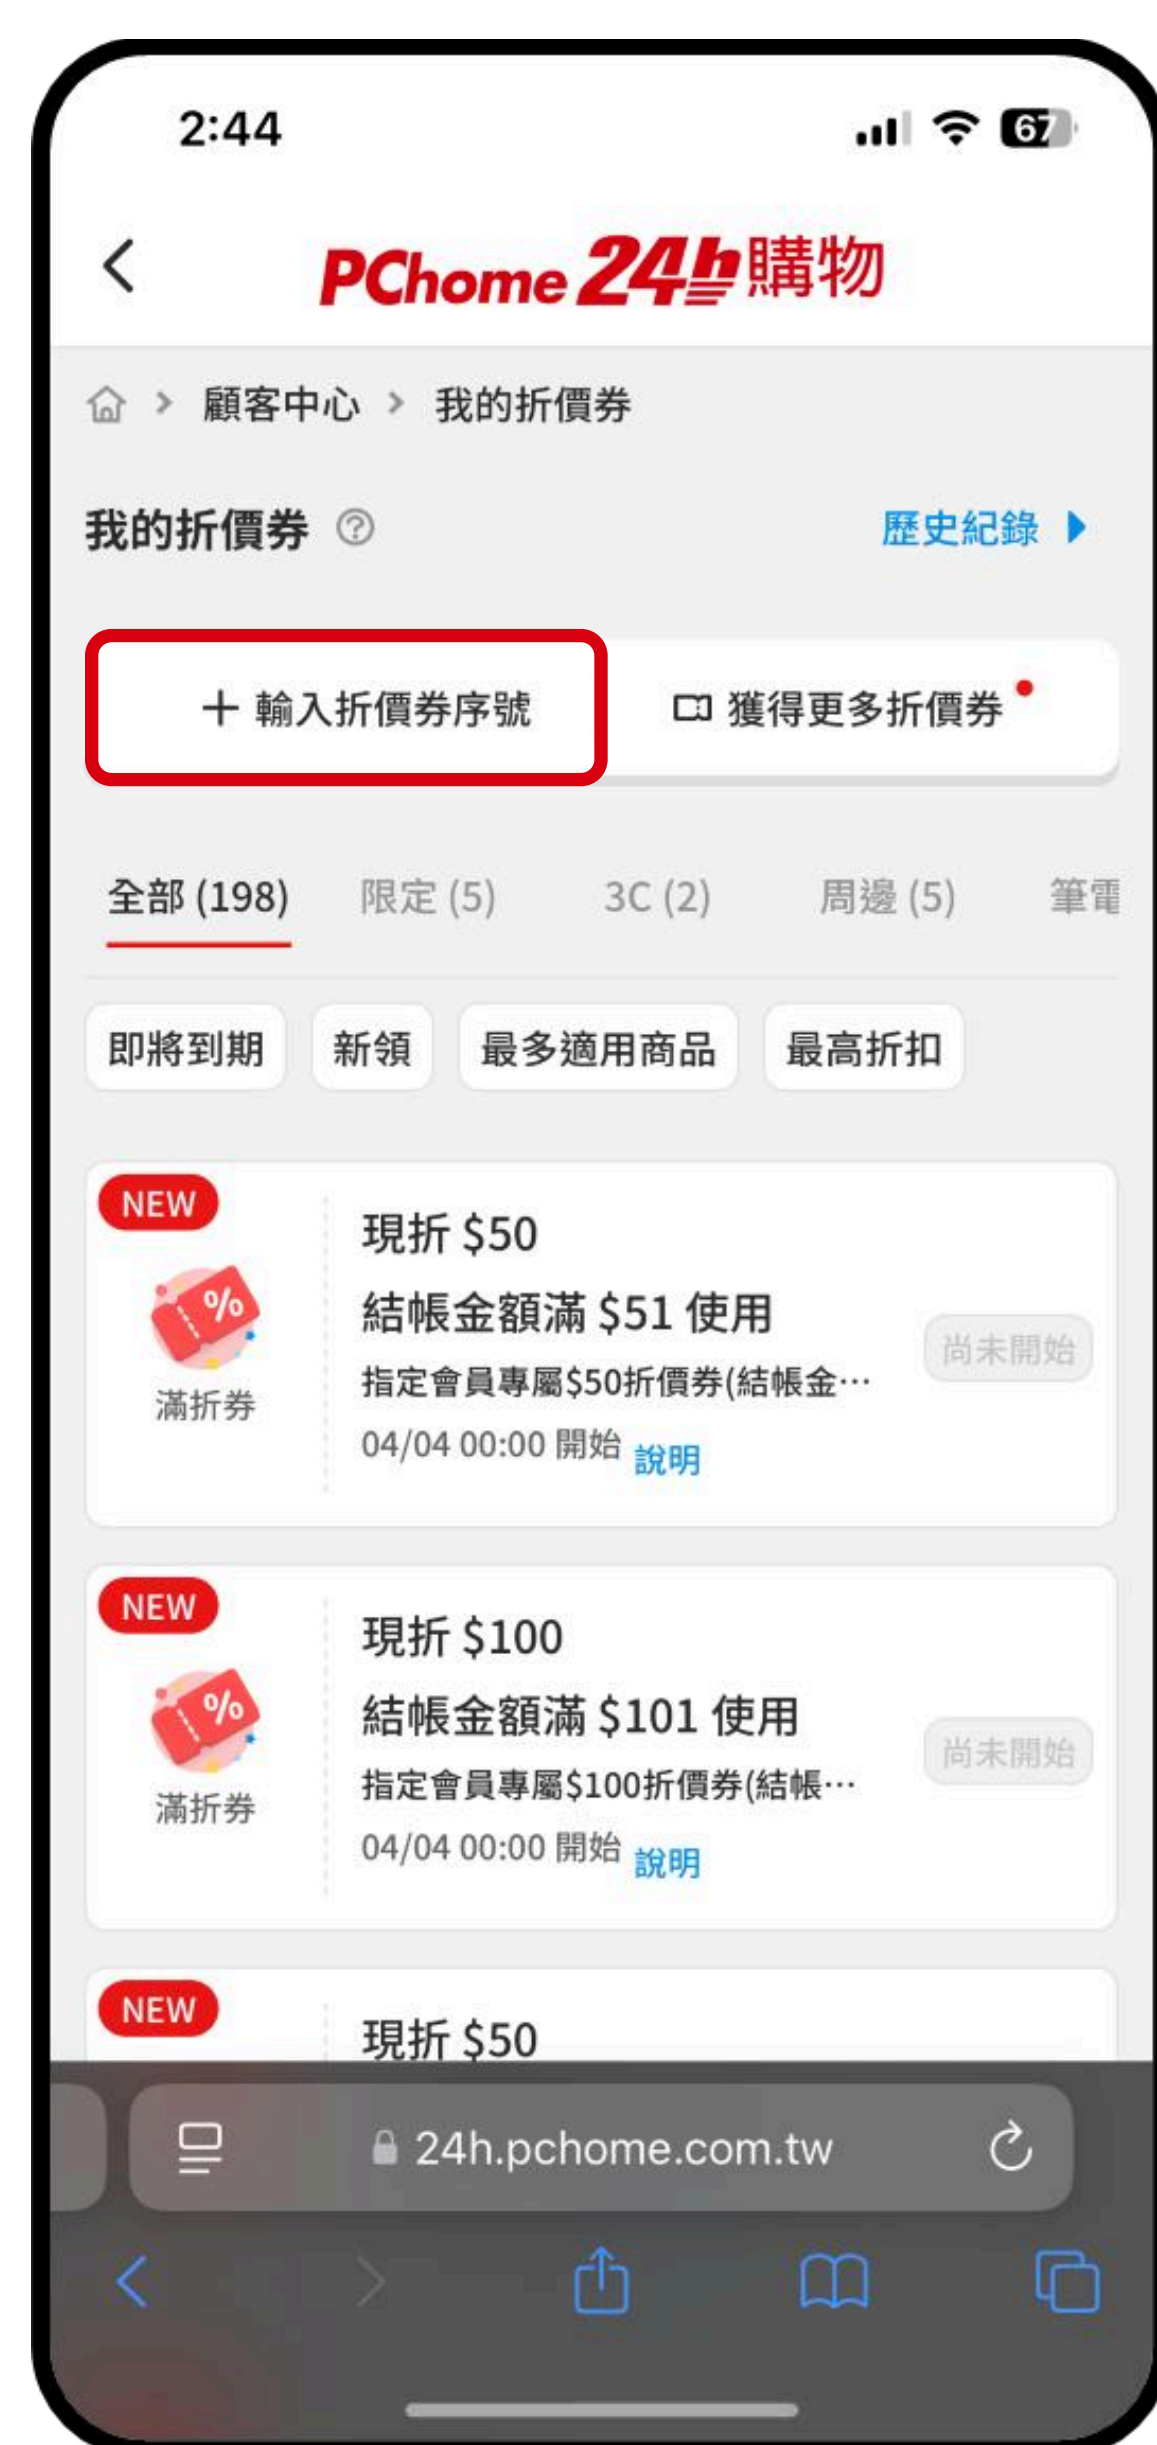 2:44
67
PChome 24h購物
顧客中心 > 我的折價券
我的折價券 ?
歷史紀錄
+ 輸入折價券序號
獲得更多折價券
全部 (198) 限定 (5) 3C (2) 周邊 (5) 筆電
即將到期 新領 最多適用商品 最高折扣
NEW
%
滿折券
現折 $50
結帳金額滿 $51 使用
指定會員專屬$50折價券(結帳金…
04/04 00:00 開始 說明
尚未開始
NEW
%
滿折券
現折 $100
結帳金額滿 $101 使用
指定會員專屬$100折價券(結帳…
04/04 00:00 開始 說明
尚未開始
NEW
現折 $50
24h.pchome.com.tw